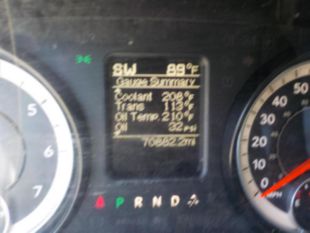 SW 89°F
Gauge Summary
Coolant 208°F
Trans 113°F
Oil Temp 210°F
Oil 32 psi
70882.2mi
P R N D
5
6
7
50
40
30
20
10
0
MPH